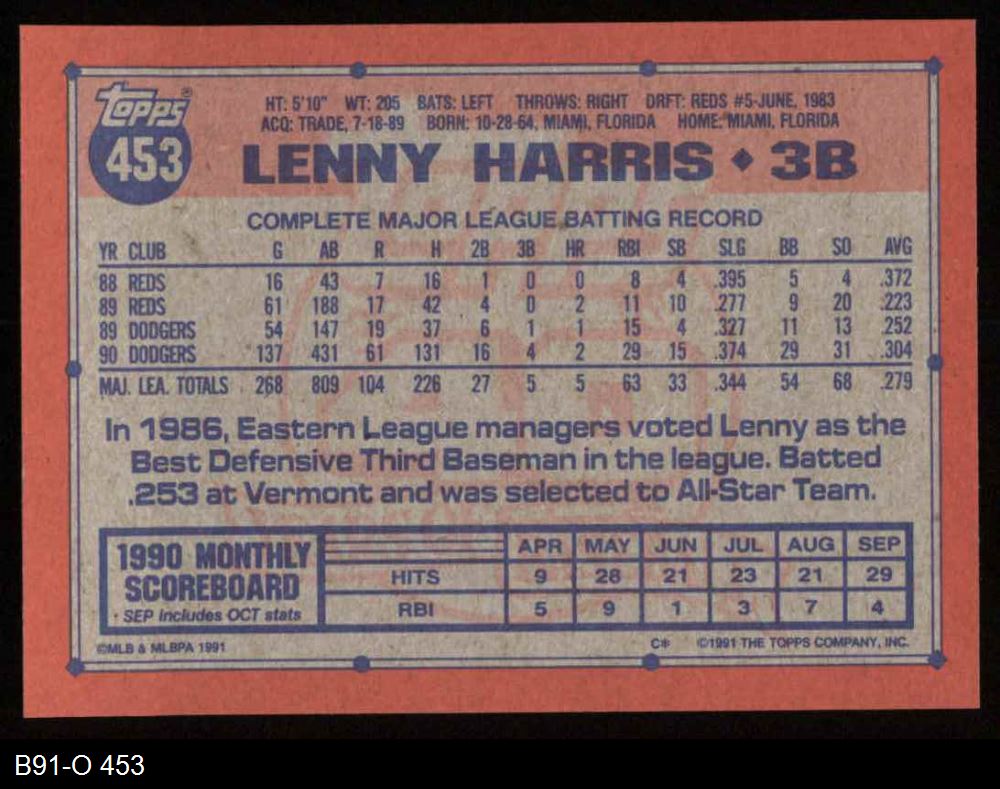 Topps®
453
HT: 5'10" WT: 205 BATS: LEFT THROWS: RIGHT DRFT: REDS #5-JUNE, 1983
ACQ: TRADE, 7-18-89 BORN: 10-28-64, MIAMI, FLORIDA HOME: MIAMI, FLORIDA
LENNY HARRIS ◆ 3B
COMPLETE MAJOR LEAGUE BATTING RECORD
YR CLUB G AB R H 2B 3B HR RBI SB SLG BB SO AVG
88 REDS 16 43 7 16 1 0 0 8 4 .395 5 4 .372
89 REDS 61 188 17 42 4 0 2 11 10 .277 9 20 .223
89 DODGERS 54 147 19 37 6 1 1 15 4 .327 11 13 .252
90 DODGERS 137 431 61 131 16 4 2 29 15 .374 29 31 .304
MAJ. LEA. TOTALS 268 809 104 226 27 5 5 63 33 .344 54 68 .279
In 1986, Eastern League managers voted Lenny as the
Best Defensive Third Baseman in the league. Batted
.253 at Vermont and was selected to All-Star Team.
1990 MONTHLY
SCOREBOARD
• SEP includes OCT stats
APR MAY JUN JUL AUG SEP
HITS 9 28 21 23 21 29
RBI 5 9 1 3 7 4
©MLB & MLBPA 1991 C* ©1991 THE TOPPS COMPANY, INC.
B91-O 453